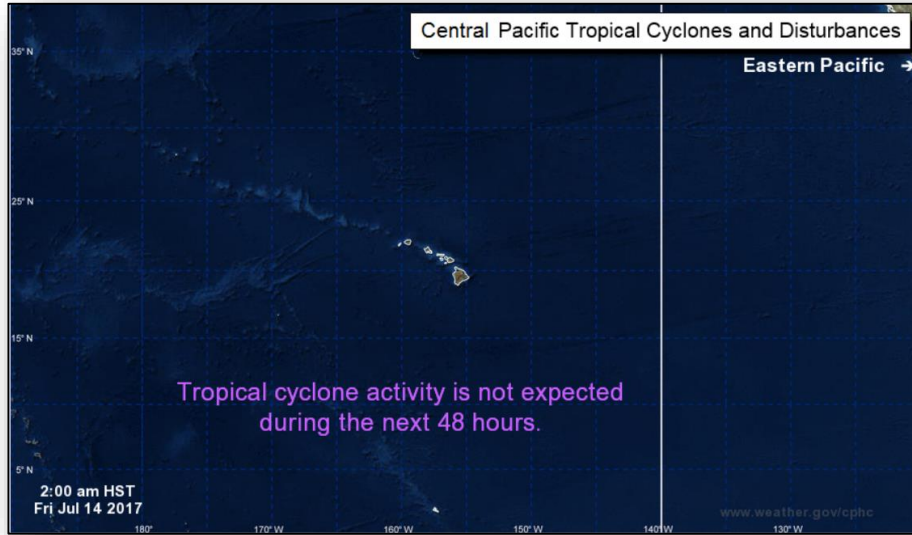 Central Pacific Tropical Cyclones and Disturbances
Eastern Pacific →
35° N
25° N
15° N
Tropical cyclone activity is not expected
during the next 48 hours.
5° N
2:00 am HST
Fri Jul 14 2017
www.weather.gov/cphc
180° 170° W 160° W 150° W 140° W 130° W